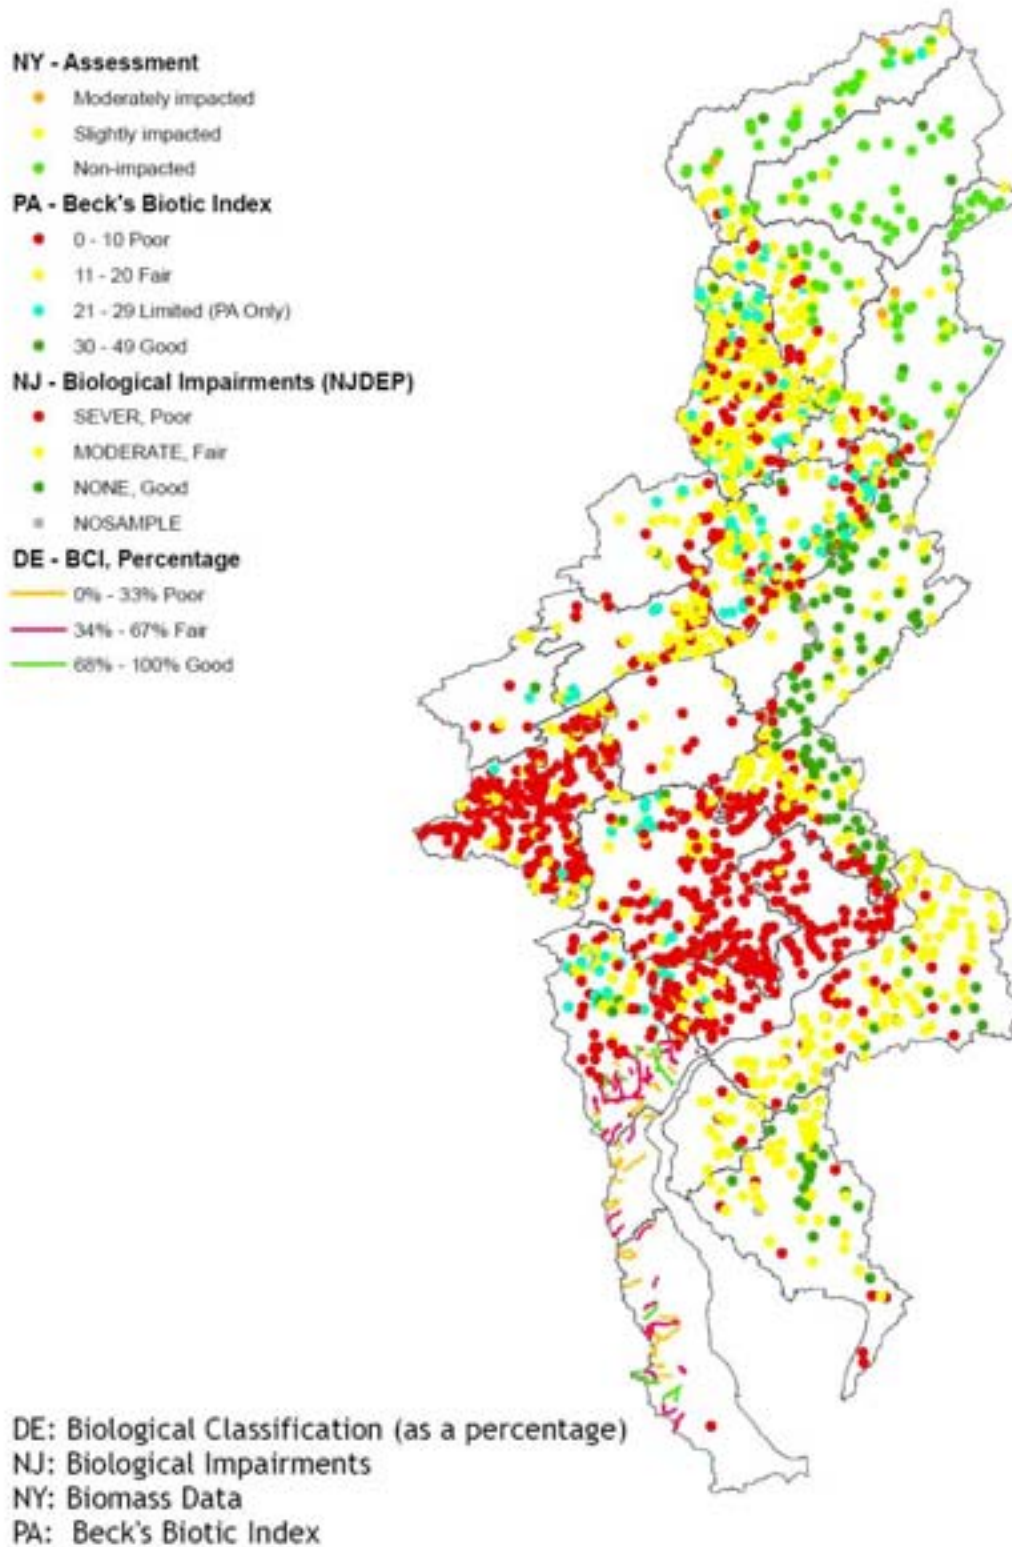 NY - Assessment
Moderately impacted
Slightly impacted
Non-impacted
PA - Beck's Biotic Index
0 - 10 Poor
11 - 20 Fair
21 - 29 Limited (PA Only)
30 - 49 Good
NJ - Biological Impairments (NJDEP)
SEVER, Poor
MODERATE, Fair
NONE, Good
NOSAMPLE
DE - BCI, Percentage
0% - 33% Poor
34% - 67% Fair
68% - 100% Good
DE: Biological Classification (as a percentage)
NJ: Biological Impairments
NY: Biomass Data
PA: Beck's Biotic Index